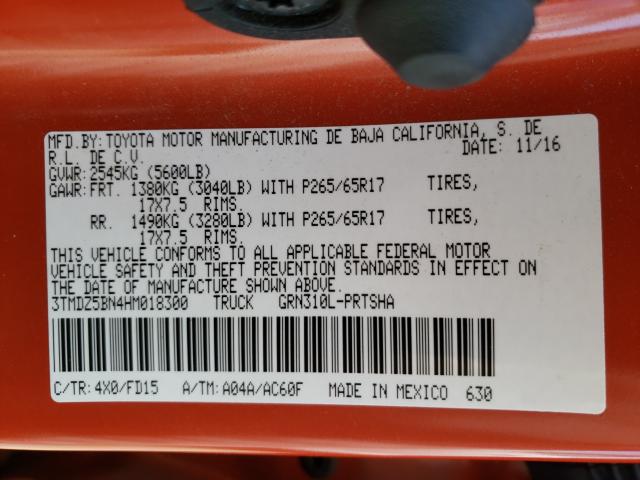 MFD.BY:TOYOTA MOTOR MANUFACTURING DE BAJA CALIFORNIA, S. DE
R.L. DE C.V. DATE: 11/16
GVWR:2545KG (5600LB)
GAWR:FRT. 1380KG (3040LB) WITH P265/65R17 TIRES,
17X7.5 RIMS.
RR. 1490KG (3280LB) WITH P265/65R17 TIRES,
17X7.5 RIMS.
THIS VEHICLE CONFORMS TO ALL APPLICABLE FEDERAL MOTOR
VEHICLE SAFETY AND THEFT PREVENTION STANDARDS IN EFFECT ON
THE DATE OF MANUFACTURE SHOWN ABOVE.
3TMDZ5BN4HM018300 TRUCK GRN310L-PRTSHA
C/TR:4X0/FD15 A/TM:A04A/AC60F MADE IN MEXICO 630